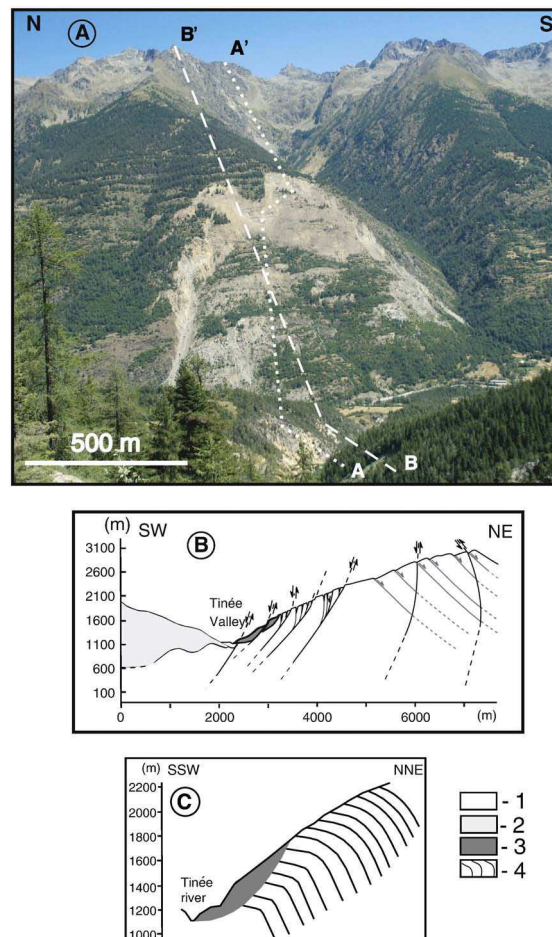 N A B' A' S
500 m
A B
(m) SW B NE
3100
2600
2100
1600
1100
600
100
Tinée
Valley
0 2000 4000 6000 (m)
(m) SSW C NNE
2200
2000
1800
1600
1400
1200
1000
Tinée
river
- 1
- 2
- 3
- 4